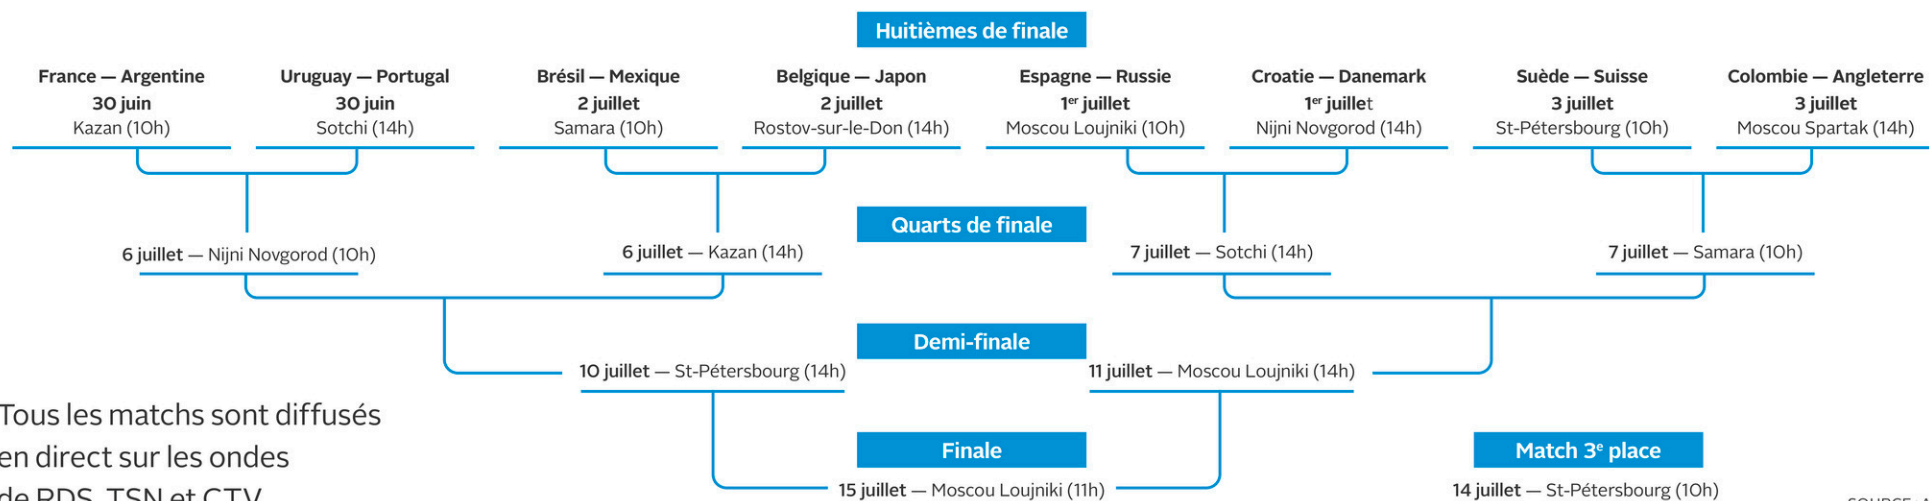 Huitièmes de finale
France — Argentine
30 juin
Kazan (10h)
Uruguay — Portugal
30 juin
Sotchi (14h)
Brésil — Mexique
2 juillet
Samara (10h)
Belgique — Japon
2 juillet
Rostov-sur-le-Don (14h)
Espagne — Russie
1er juillet
Moscou Loujniki (10h)
Croatie — Danemark
1er juillet
Nijni Novgorod (14h)
Suède — Suisse
3 juillet
St-Pétersbourg (10h)
Colombie — Angleterre
3 juillet
Moscou Spartak (14h)
Quarts de finale
6 juillet — Nijni Novgorod (10h)
6 juillet — Kazan (14h)
7 juillet — Sotchi (14h)
7 juillet — Samara (10h)
Demi-finale
10 juillet — St-Pétersbourg (14h)
11 juillet — Moscou Loujniki (14h)
Tous les matchs sont diffusés
en direct sur les ondes
de RDS, TSN et CTV
Finale
15 juillet — Moscou Loujniki (11h)
Match 3e place
14 juillet — St-Pétersbourg (10h)